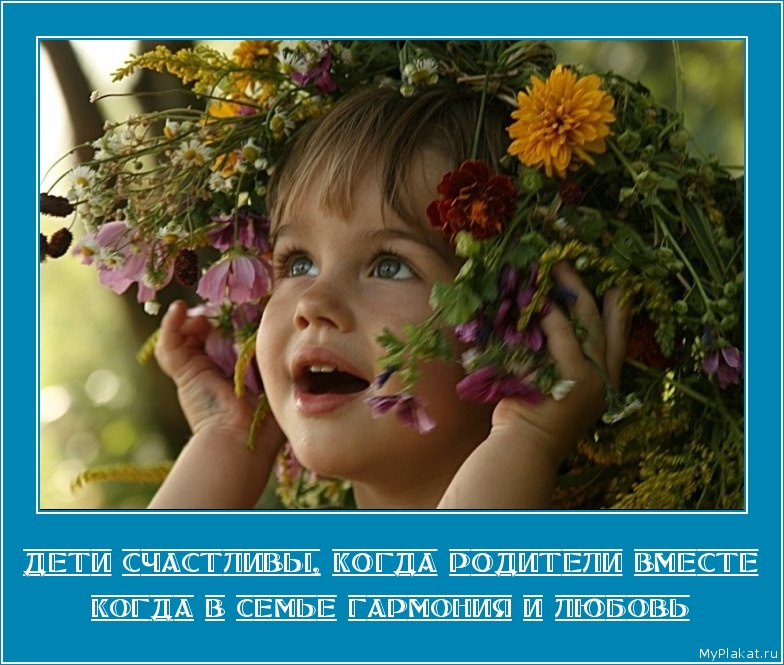 ДЕТИ СЧАСТЛИВЫ, КОГДА РОДИТЕЛИ ВМЕСТЕ
КОГДА В СЕМЬЕ ГАРМОНИЯ И ЛЮБОВЬ
MyPlakat.ru